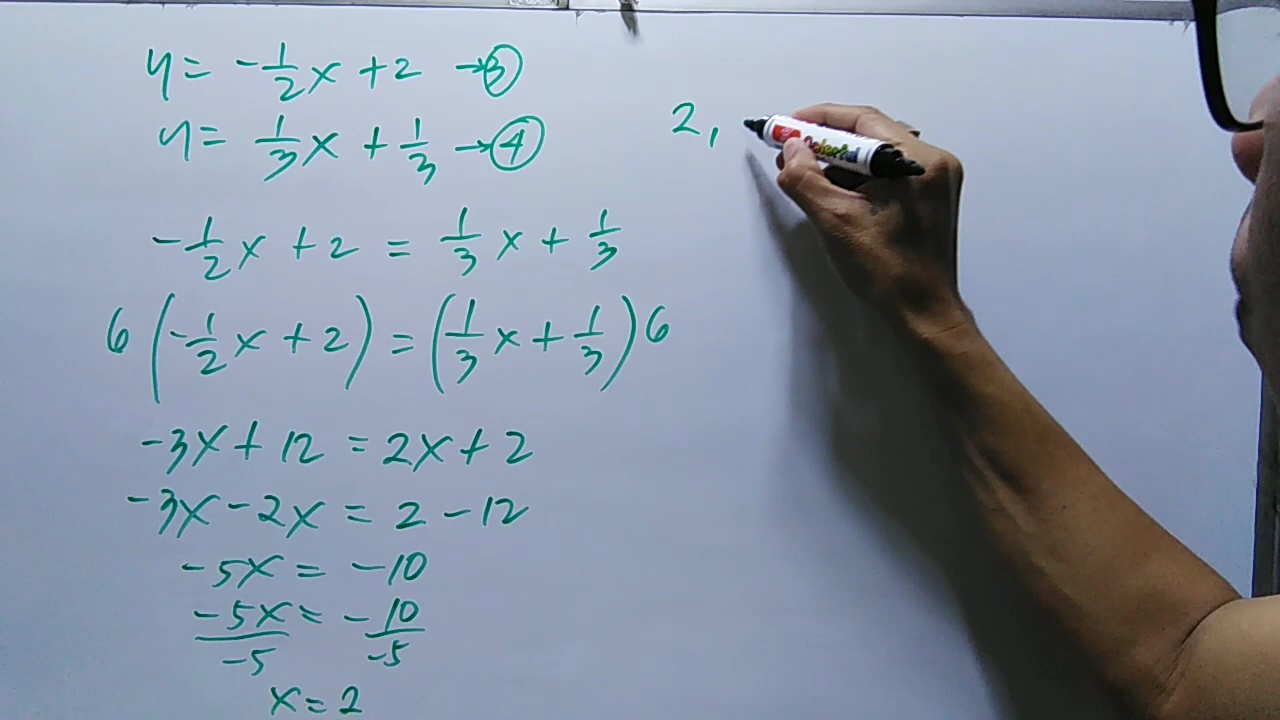 y = -1/2x + 2 → ③
y = 1/3x + 1/3 → ④
-1/2x + 2 = 1/3x + 1/3
6(-1/2x + 2) = (1/3x + 1/3)6
-3x + 12 = 2x + 2
-3x - 2x = 2 - 12
-5x = -10
-5x/-5 = -10/-5
x = 2
2,